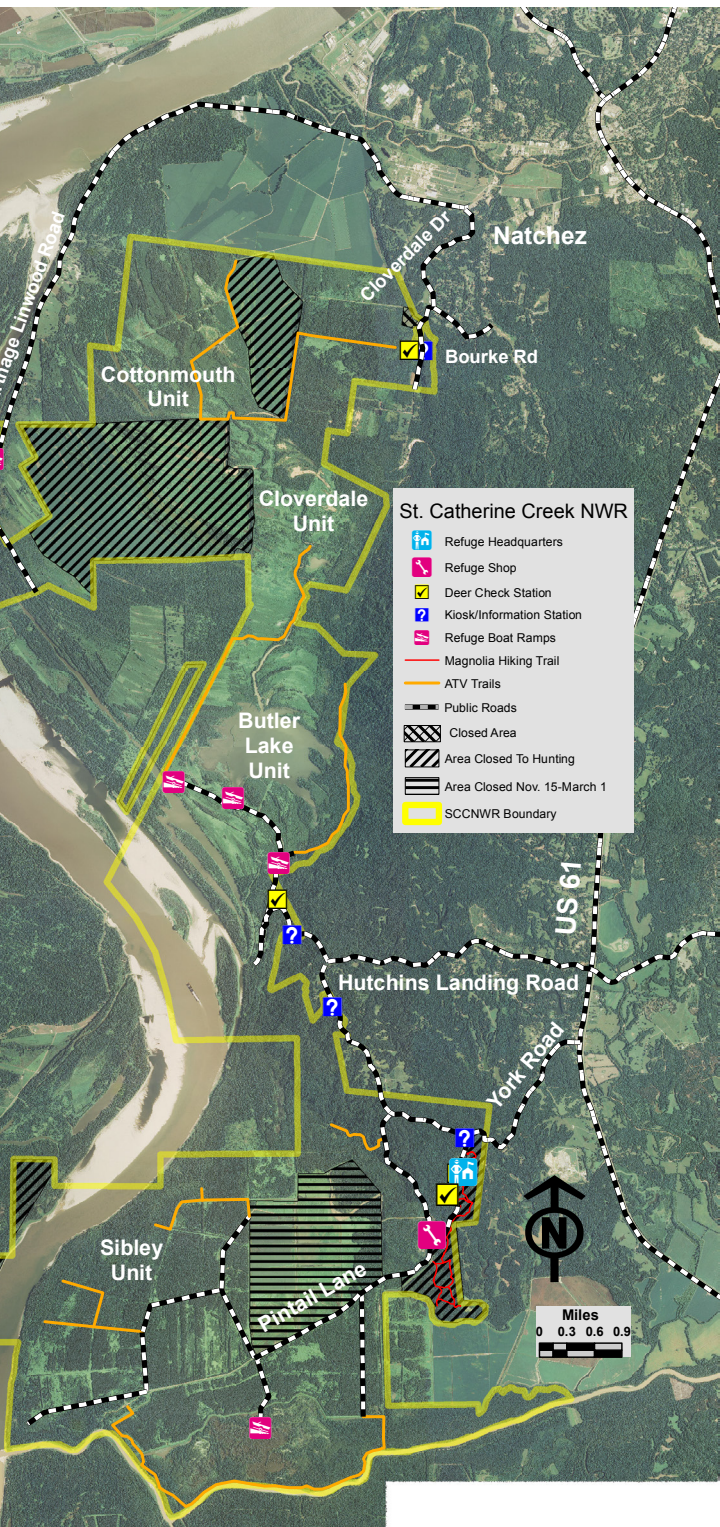 Natchez
Cloverdale Dr
Linwood Road
Bourke Rd
Cottonmouth
Unit
Cloverdale
Unit
St. Catherine Creek NWR
Refuge Headquarters
Refuge Shop
Deer Check Station
? Kiosk/Information Station
Refuge Boat Ramps
Magnolia Hiking Trail
ATV Trails
Public Roads
Closed Area
Area Closed To Hunting
Area Closed Nov. 15-March 1
SCCNWR Boundary
Butler
Lake
Unit
US 61
?
?
?
?
Hutchins Landing Road
York Road
N
Sibley
Unit
Pintail Lane
Miles
0 0.3 0.6 0.9